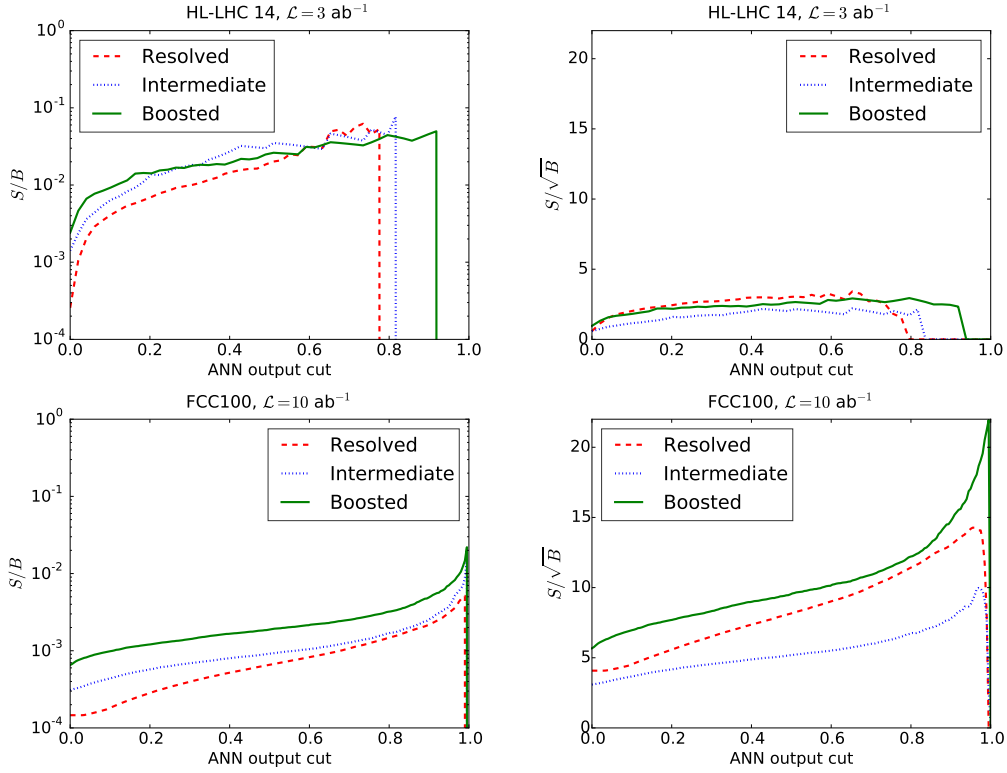 HL-LHC 14, ℒ = 3 ab⁻¹
10⁰
10⁻¹
10⁻²
10⁻³
10⁻⁴
S/B
Resolved
Intermediate
Boosted
0.0 0.2 0.4 0.6 0.8 1.0
ANN output cut
HL-LHC 14, ℒ = 3 ab⁻¹
20
15
10
5
0
S/√B
Resolved
Intermediate
Boosted
0.0 0.2 0.4 0.6 0.8 1.0
ANN output cut
FCC100, ℒ = 10 ab⁻¹
10⁰
10⁻¹
10⁻²
10⁻³
10⁻⁴
S/B
Resolved
Intermediate
Boosted
0.0 0.2 0.4 0.6 0.8 1.0
ANN output cut
FCC100, ℒ = 10 ab⁻¹
20
15
10
5
0
S/√B
Resolved
Intermediate
Boosted
0.0 0.2 0.4 0.6 0.8 1.0
ANN output cut